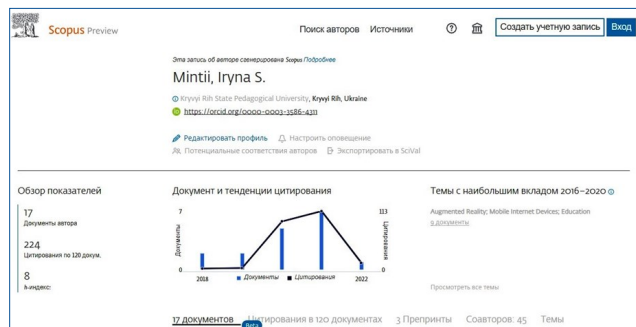 Scopus Preview
Поиск авторов Источники
Создать учетную запись Вход
Эта запись об авторе сгенерирована Scopus Подробнее
Mintii, Iryna S.
Kryvyi Rih State Pedagogical University, Kryvyi Rih, Ukraine
https://orcid.org/0000-0003-3586-4311
Редактировать профиль Настроить оповещение
Потенциальные соответствия авторов Экспортировать в SciVal
Обзор показателей
17
Документы автора
224
Цитирования по 120 докум.
8
h-индекс:
Документ и тенденции цитирования
7
113
Документы
Цитирования
0
0
2018
2022
Документы Цитирования
Темы с наибольшим вкладом 2016–2020
Augmented Reality; Mobile Internet Devices; Education
9 документы
Просмотреть все темы
17 документов Цитирования в 120 документах 3 Препринты Соавторов: 45 Темы
Beta